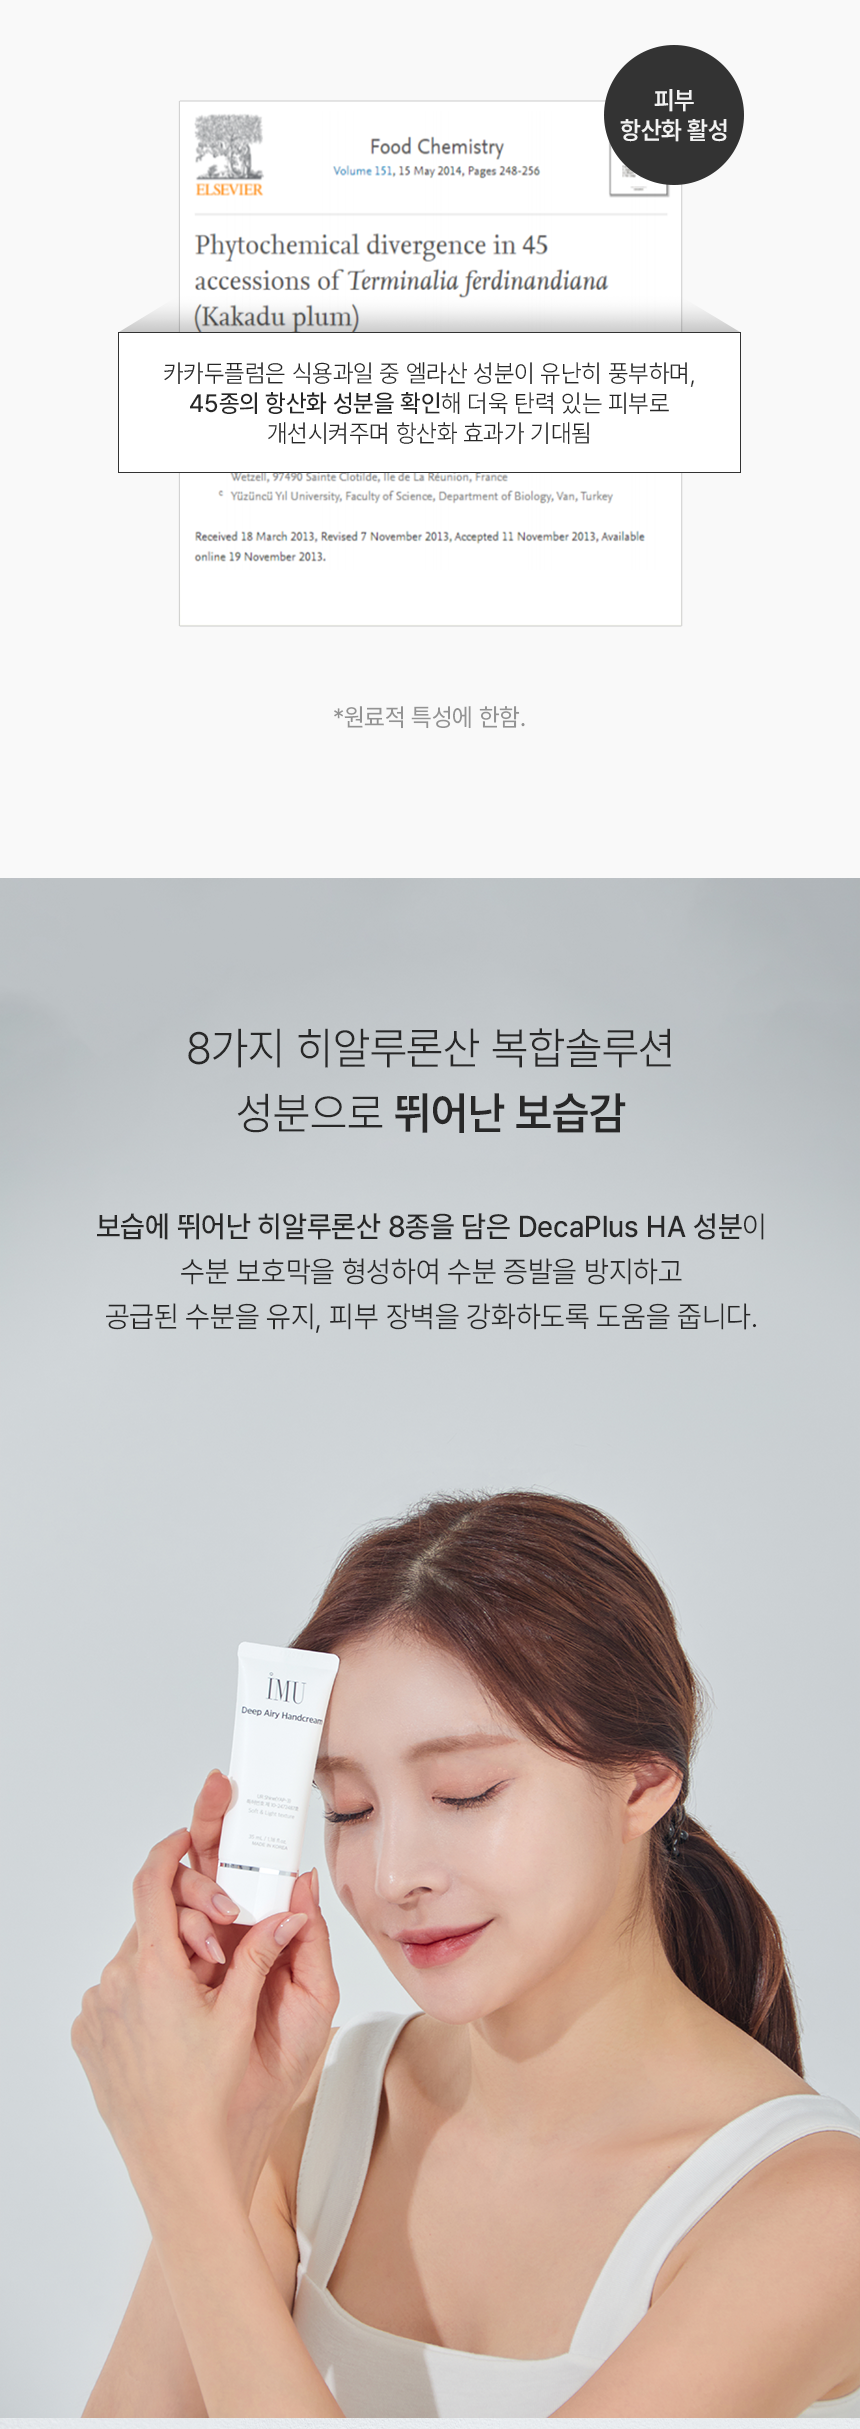 피부
항산화 활성
ELSEVIER
Food Chemistry
Volume 151, 15 May 2014, Pages 248-256
Phytochemical divergence in 45
accessions of Terminalia ferdinandiana
(Kakadu plum)
카카두플럼은 식용과일 중 엘라산 성분이 유난히 풍부하며,
45종의 항산화 성분을 확인해 더욱 탄력 있는 피부로
개선시켜주며 항산화 효과가 기대됨
Wetzell, 97490 Sainte Clotilde, Ile de La Réunion, France
c Yüzüncü Yıl University, Faculty of Science, Department of Biology, Van, Turkey
Received 18 March 2013, Revised 7 November 2013, Accepted 11 November 2013, Available
online 19 November 2013.
*원료적 특성에 한함.
8가지 히알루론산 복합솔루션
성분으로 뛰어난 보습감
보습에 뛰어난 히알루론산 8종을 담은 DecaPlus HA 성분이
수분 보호막을 형성하여 수분 증발을 방지하고
공급된 수분을 유지, 피부 장벽을 강화하도록 도움을 줍니다.
iMU
Deep Airy Handcream
Soft & Light texture
MADE IN KOREA